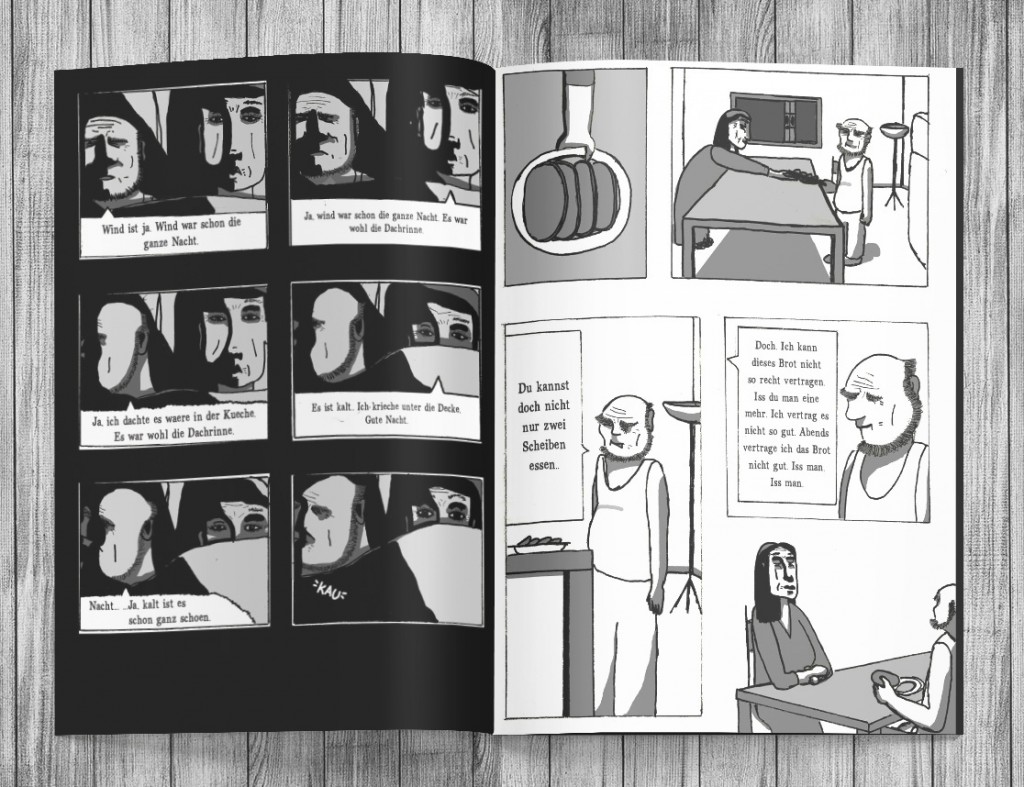 Wind ist ja. Wind war schon die
ganze Nacht.
Ja, wind war schon die ganze Nacht. Es war
wohl die Dachrinne.
Ja, ich dachte es waere in der Kueche.
Es war wohl die Dachrinne.
Es ist kalt. Ich krieche unter die Decke.
Gute Nacht.
Nacht... ...Ja, kalt ist es
schon ganz schoen.
KAU
Du kannst
doch nicht
nur zwei
Scheiben
essen..
Doch. Ich kann
dieses Brot nicht
so recht vertragen.
Iss du man eine
mehr. Ich vertrag es
nicht so gut. Abends
vertrage ich das Brot
nicht gut. Iss man.
Iss man.